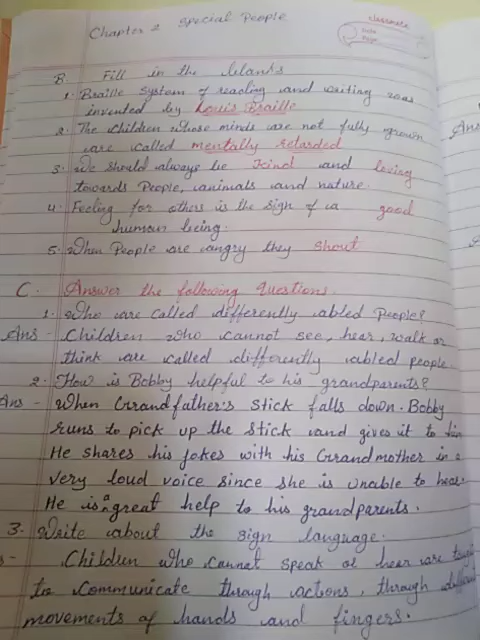 Chapter 2 Special People
classmate
Date
Page
B Fill in the blanks
1. Braille system of reading and writing was
invented by Louis Braille
2. The children whose minds are not fully grown
are called mentally retarded
3. We should always be kind and loving
towards People, animals and nature.
4. Feeling for others is the sign of a good
human being.
5. When People are angry they shout
C. Answer the following Questions.
1. Who are called differently abled People?
Ans - Children who cannot see, hear, walk or
think are called differently abled people
2. How is Bobby helpful to his grandparents?
Ans - When Grandfather's stick falls down. Bobby
runs to pick up the stick and gives it to him
He shares his jokes with his Grandmother in a
very loud voice since she is unable to hear.
He is a great help to his grandparents.
3. Write about the sign language.
- Children who cannot speak or hear are
to communicate through actions, through
movements of hands and fingers.
Ans